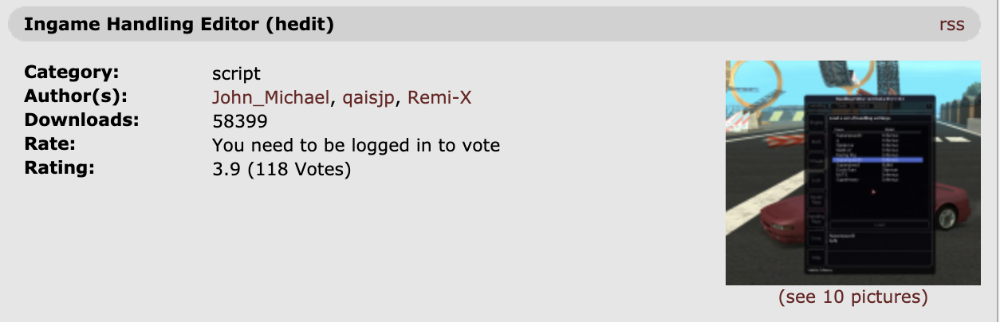 Ingame Handling Editor (hedit) rss
Category: script
Author(s): John_Michael, qaisjp, Remi-X
Downloads: 58399
Rate: You need to be logged in to vote
Rating: 3.9 (118 Votes)
(see 10 pictures)